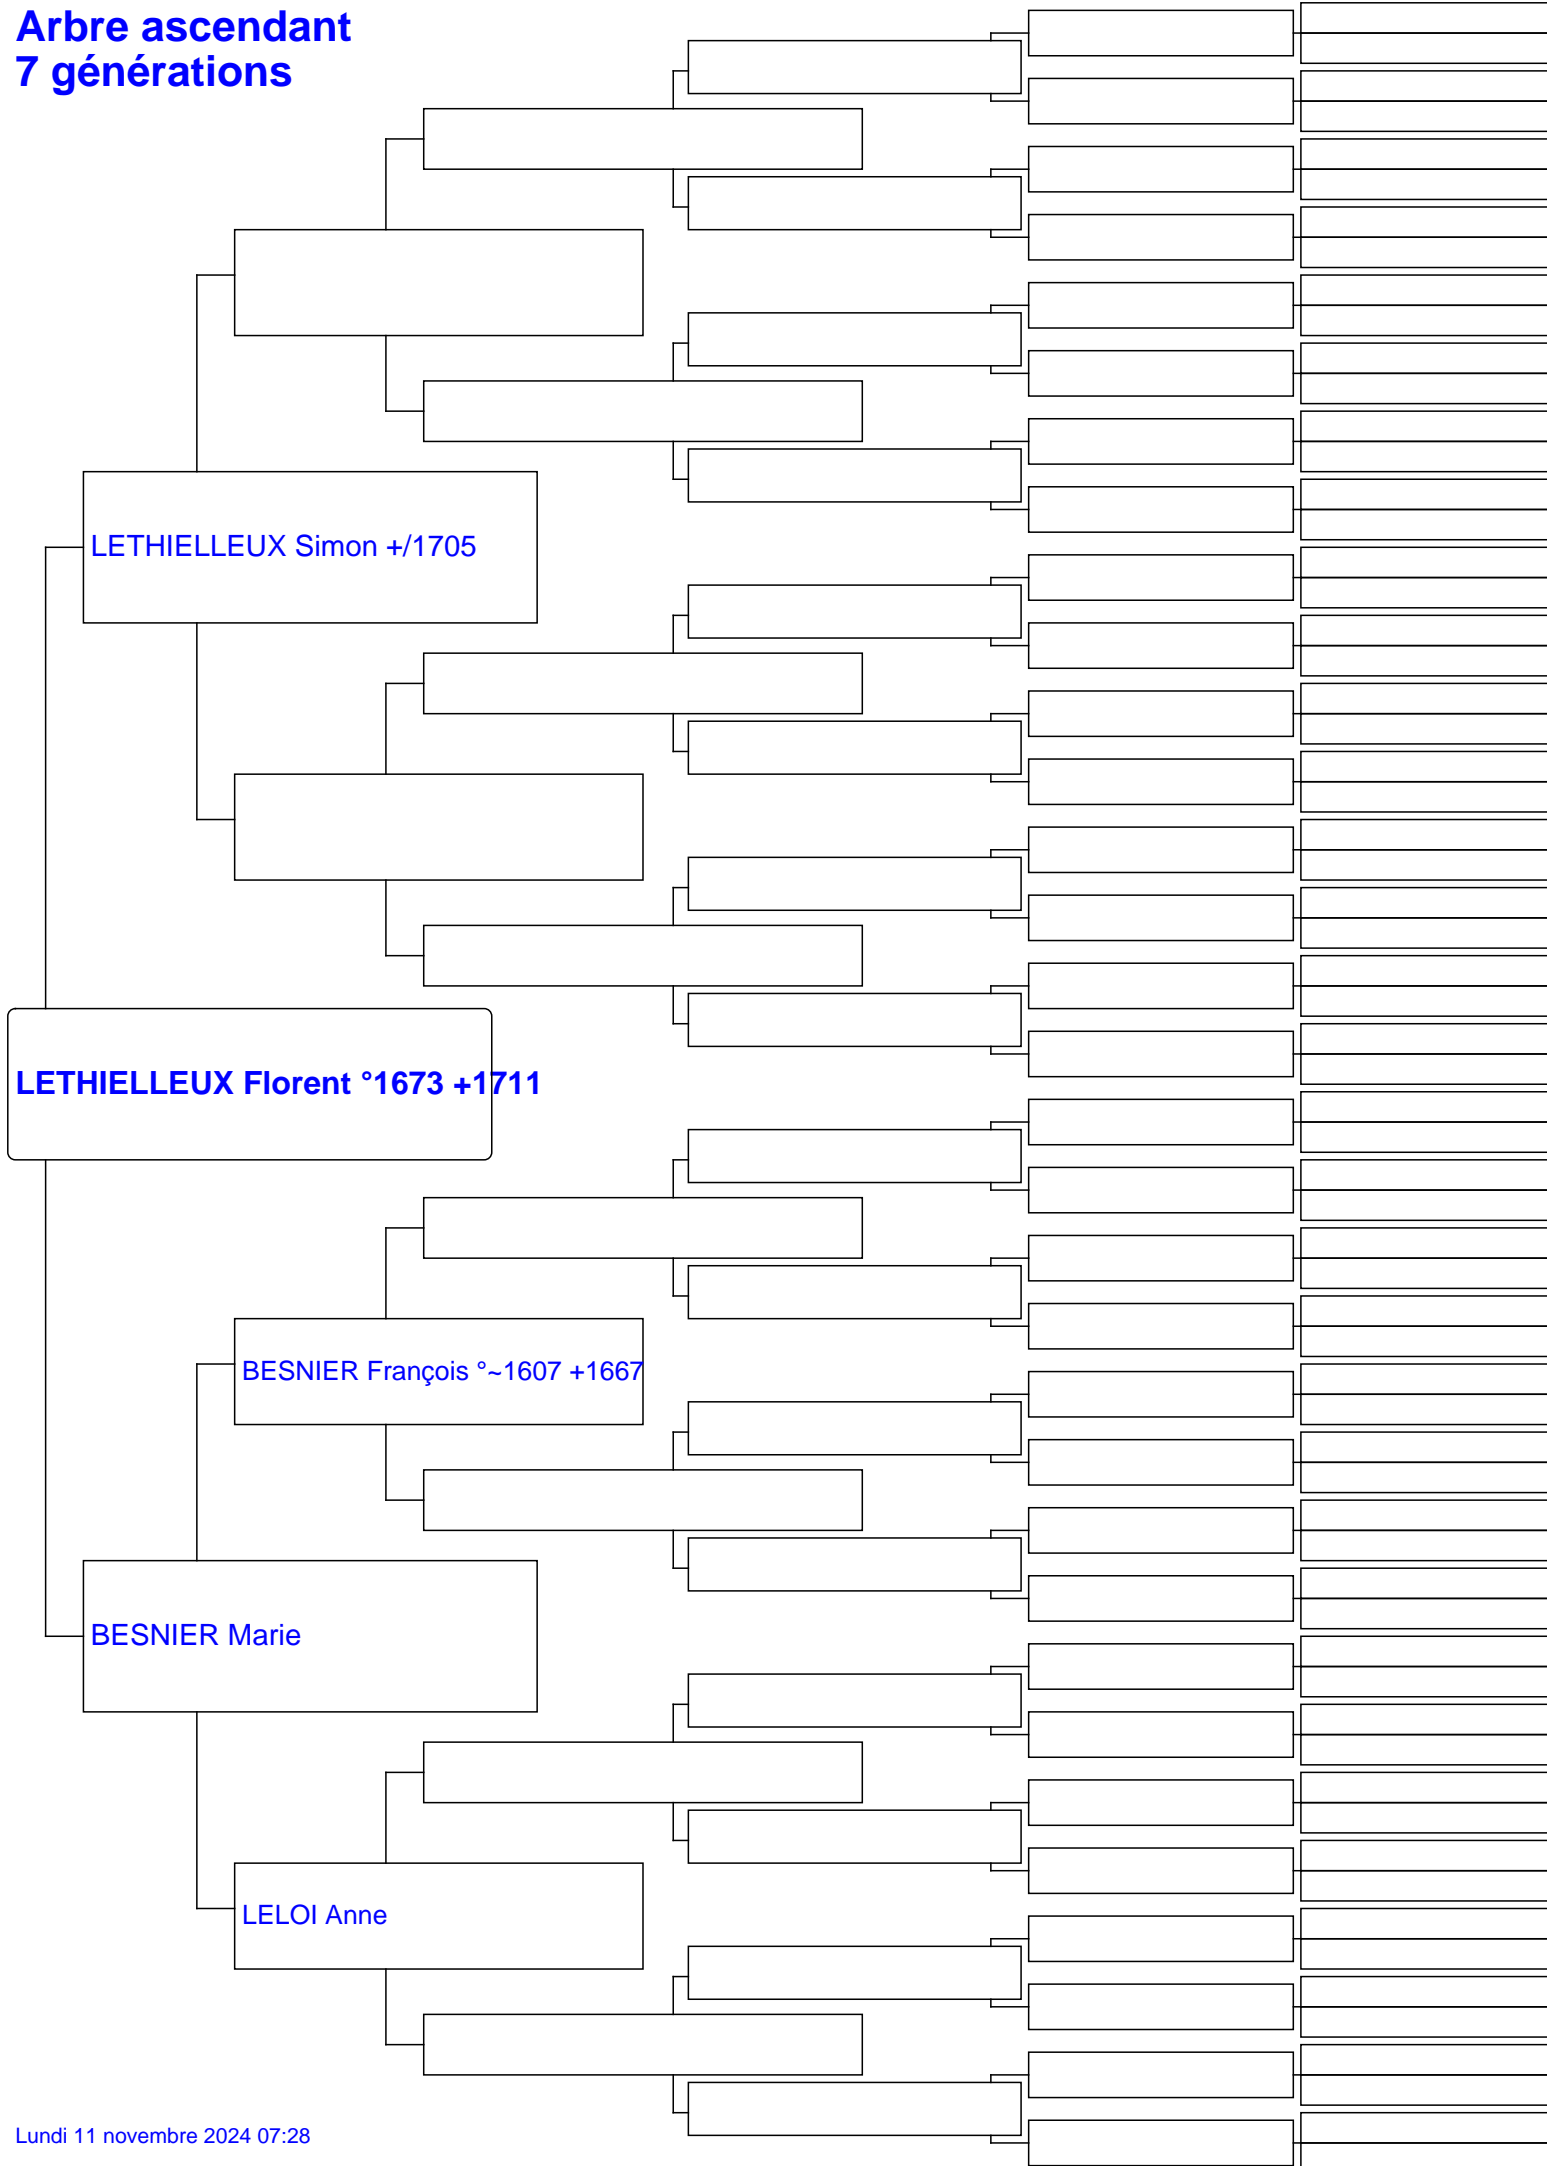 Arbre ascendant
7 générations
LETHIELLEUX Simon +/1705
LETHIELLEUX Florent °1673 +1711
BESNIER François °~1607 +1667
BESNIER Marie
LELOI Anne
Lundi 11 novembre 2024 07:28